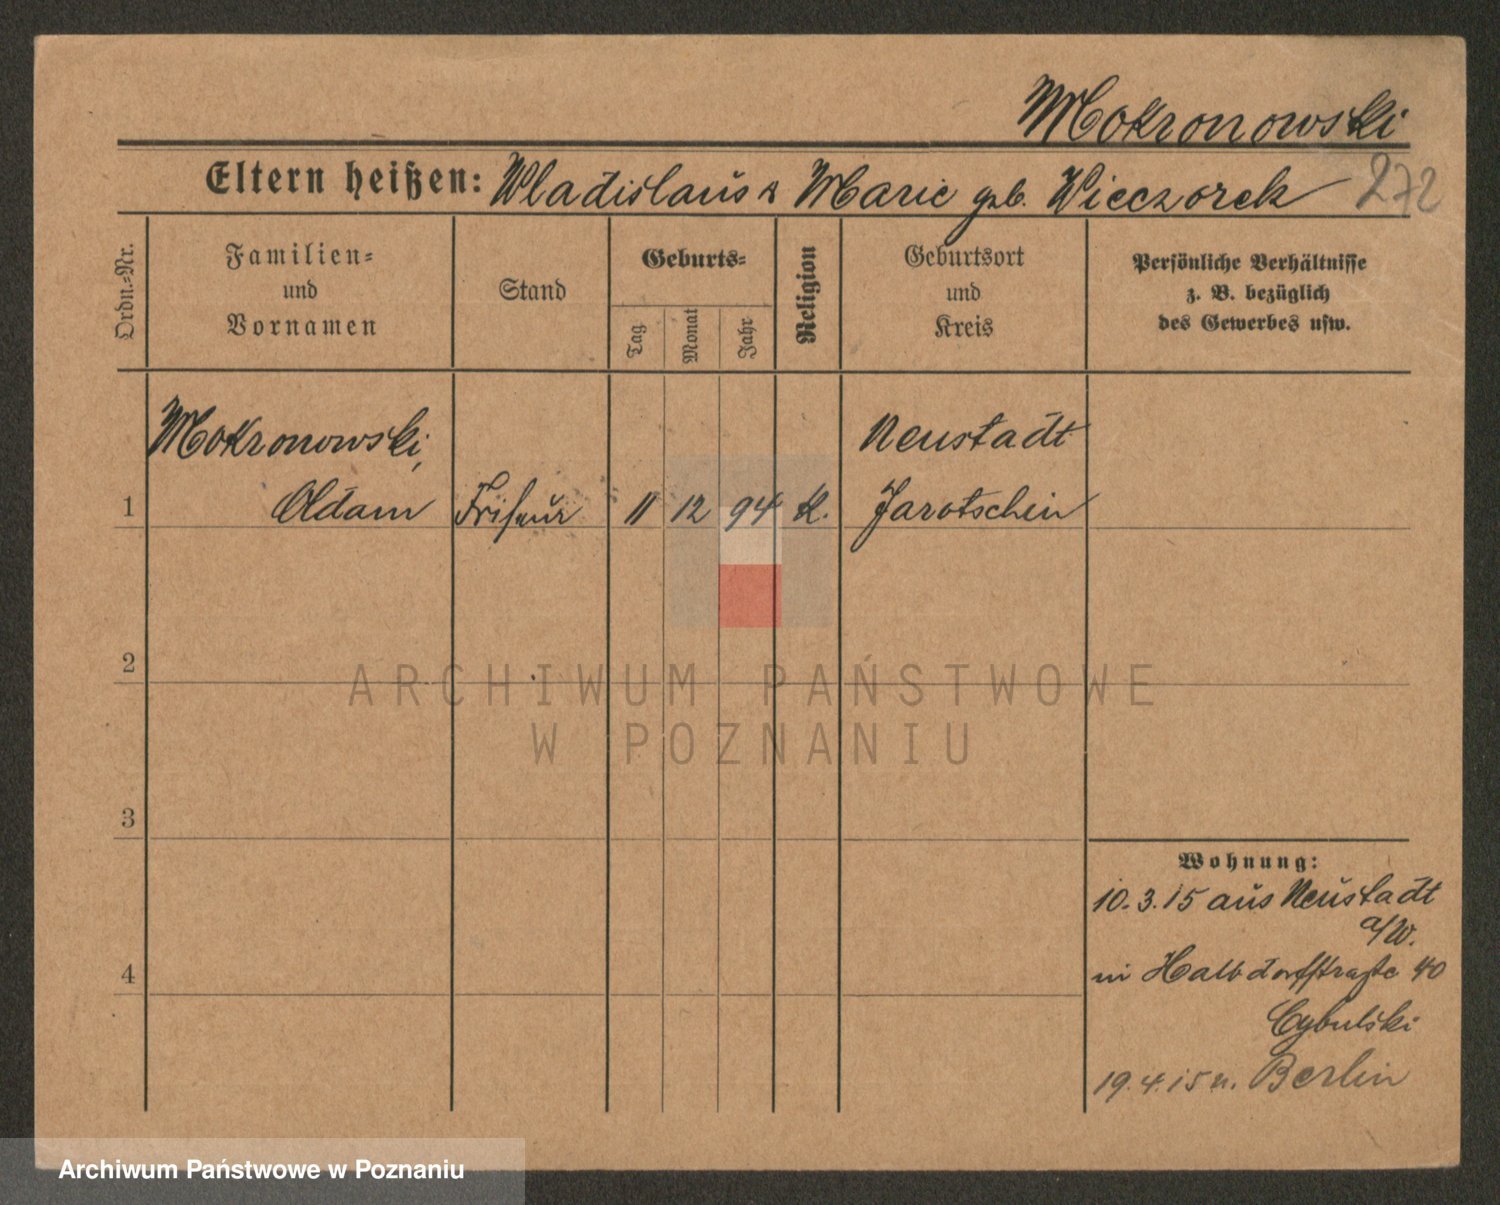 Mokronowski
Eltern heißen: Wladislaus & Marie geb. Wieczorek 272
Ordn.=Nr.
Familien=
und
Vornamen
Stand
Geburts=
Tag
Monat
Jahr
Religion
Geburtsort
und
Kreis
Persönliche Verhältnisse
z. B. bezüglich
des Gewerbes usw.
Mokronowski, Neustadt
1 Adam Friseur 11 12 94 k. Jarotschin
2
ARCHIWUM PAŃSTWOWE
W POZNANIU
3
Wohnung:
10.3.15 aus Neustadt
a/W.
in Halbdorfstraße 40
Cybulski
4
19.4.15 n. Berlin
Archiwum Państwowe w Poznaniu